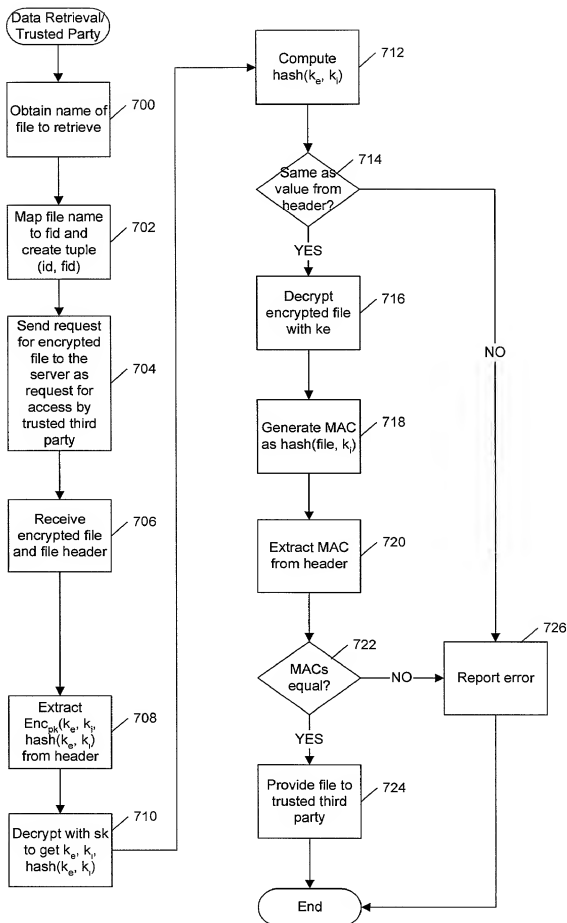 Data Retrieval/
Trusted Party
Obtain name of
file to retrieve
700
Map file name
to fid and
create tuple
(id, fid)
702
Send request
for encrypted
file to the
server as
request for
access by
trusted third
party
704
Receive
encrypted file
and file header
706
Extract
Enc_pk(k_e, k_i,
hash(k_e, k_i)
from header
708
Decrypt with sk
to get k_e, k_i,
hash(k_e, k_i)
710
Compute
hash(k_e, k_i)
712
Same as
value from
header?
714
YES
NO
Decrypt
encrypted file
with ke
716
Generate MAC
as hash(file, k_i)
718
Extract MAC
from header
720
MACs
equal?
722
NO
YES
Report error
726
Provide file to
trusted third
party
724
End